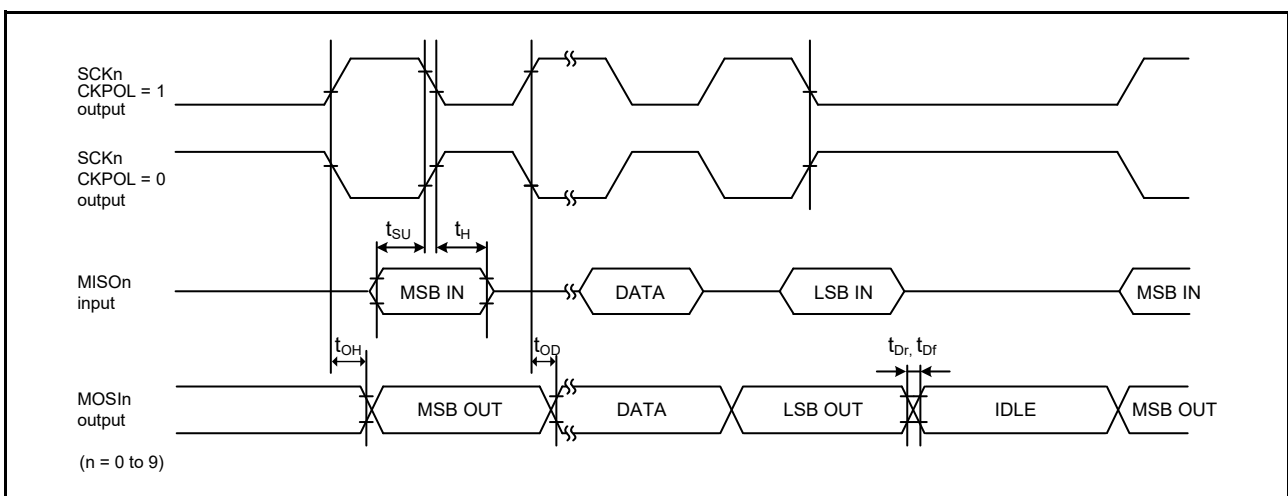 SCKn
CKPOL = 1
output
SCKn
CKPOL = 0
output
tSU
tH
MISOn
input
MSB IN
DATA
LSB IN
MSB IN
tOH
tOD
tDr, tDf
MOSIn
output
MSB OUT
DATA
LSB OUT
IDLE
MSB OUT
(n = 0 to 9)